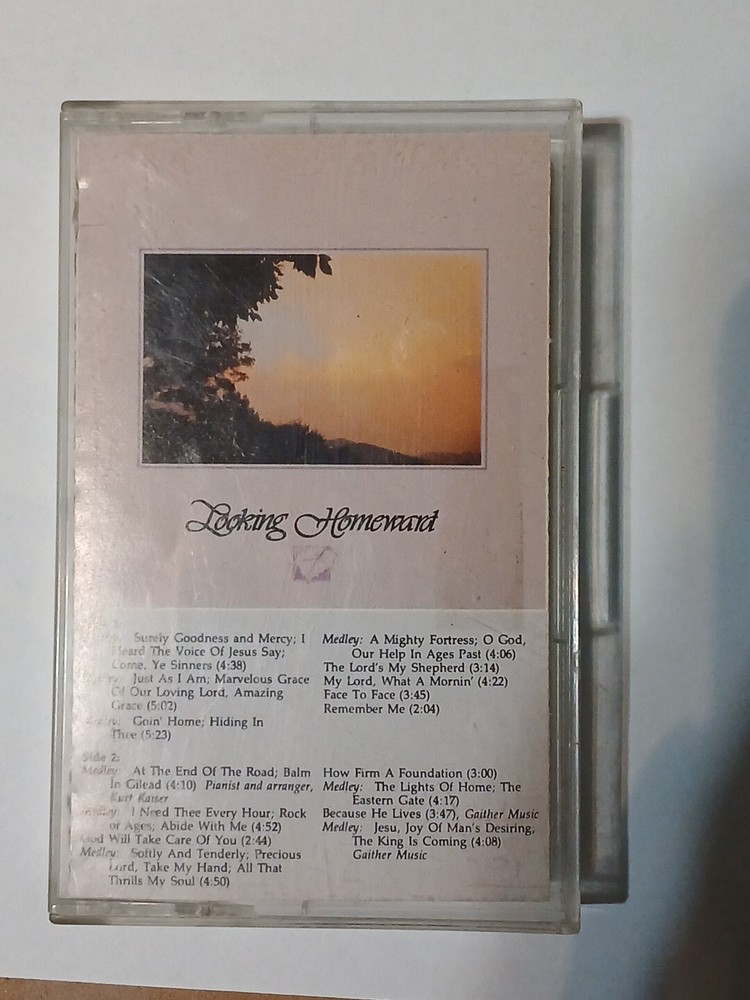 Looking Homeward
Surely Goodness and Mercy; I
Heard The Voice Of Jesus Say;
Come, Ye Sinners (4:38)
Just As I Am; Marvelous Grace
Of Our Loving Lord, Amazing
Grace (5:02)
Goin' Home; Hiding In
Thee (5:23)
Medley: A Mighty Fortress; O God,
Our Help In Ages Past (4:06)
The Lord's My Shepherd (3:14)
My Lord, What A Mornin' (4:22)
Face To Face (3:45)
Remember Me (2:04)
Side 2:
Medley: At The End Of The Road; Balm
In Gilead (4:10) Pianist and arranger,
Kurt Kaiser
Medley: I Need Thee Every Hour; Rock
of Ages; Abide With Me (4:52)
God Will Take Care Of You (2:44)
Medley: Softly And Tenderly; Precious
Lord, Take My Hand; All That
Thrills My Soul (4:50)
How Firm A Foundation (3:00)
Medley: The Lights Of Home; The
Eastern Gate (4:17)
Because He Lives (3:47), Gaither Music
Medley: Jesu, Joy Of Man's Desiring;
The King Is Coming (4:08)
Gaither Music